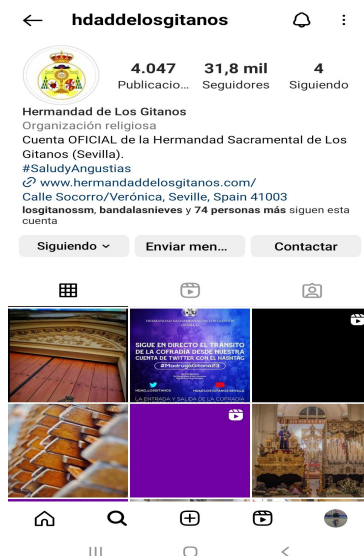 hdaddelosgitanos
4.047 31,8 mil 4
Publicacio... Seguidores Siguiendo
Hermandad de Los Gitanos
Organización religiosa
Cuenta OFICIAL de la Hermandad Sacramental de Los
Gitanos (Sevilla).
#SaludyAngustias
www.hermandaddelosgitanos.com/
Calle Socorro/Verónica, Seville, Spain 41003
losgitanossm, bandalasnieves y 74 personas más siguen esta
cuenta
Siguiendo Enviar men... Contactar
SIGUE EN DIRECTO EL TRÁNSITO
DE LA COFRADÍA DESDE NUESTRA
CUENTA DE TWITTER CON EL HASHTAG
#MadrugáGitana23
LA ENTRADA Y SALIDA DE LA COFRADÍA